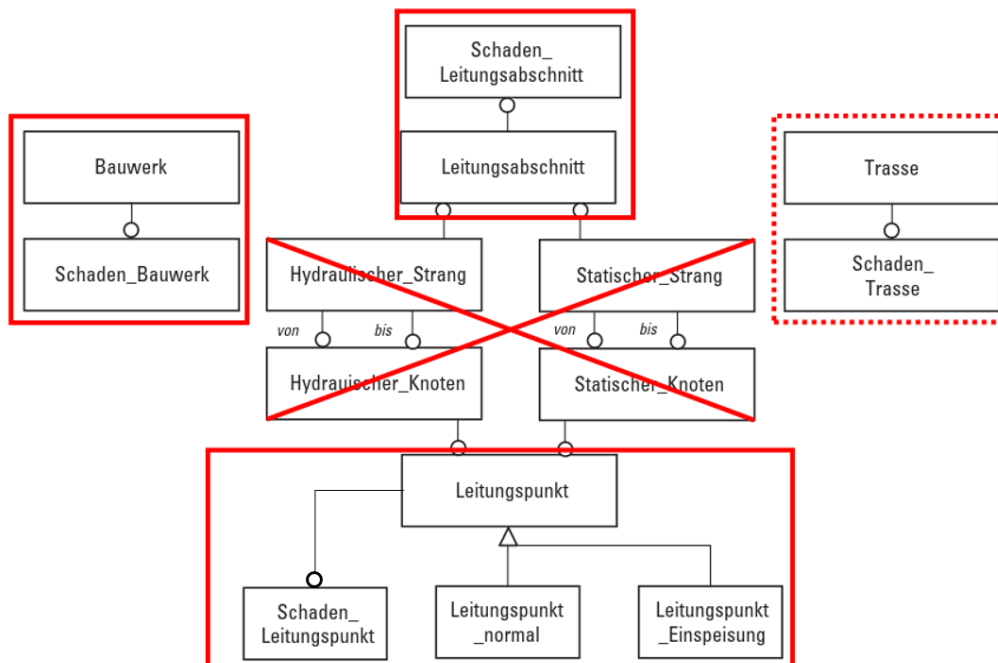 Schaden_
Leitungsabschnitt
Leitungsabschnitt
Bauwerk
Schaden_Bauwerk
Trasse
Schaden_
Trasse
Hydraulischer_Strang
Statischer_Strang
von
bis
von
bis
Hydrauischer_Knoten
Statischer_Knoten
Leitungspunkt
Schaden_
Leitungspunkt
Leitungspunkt
_normal
Leitungspunkt
_Einspeisung